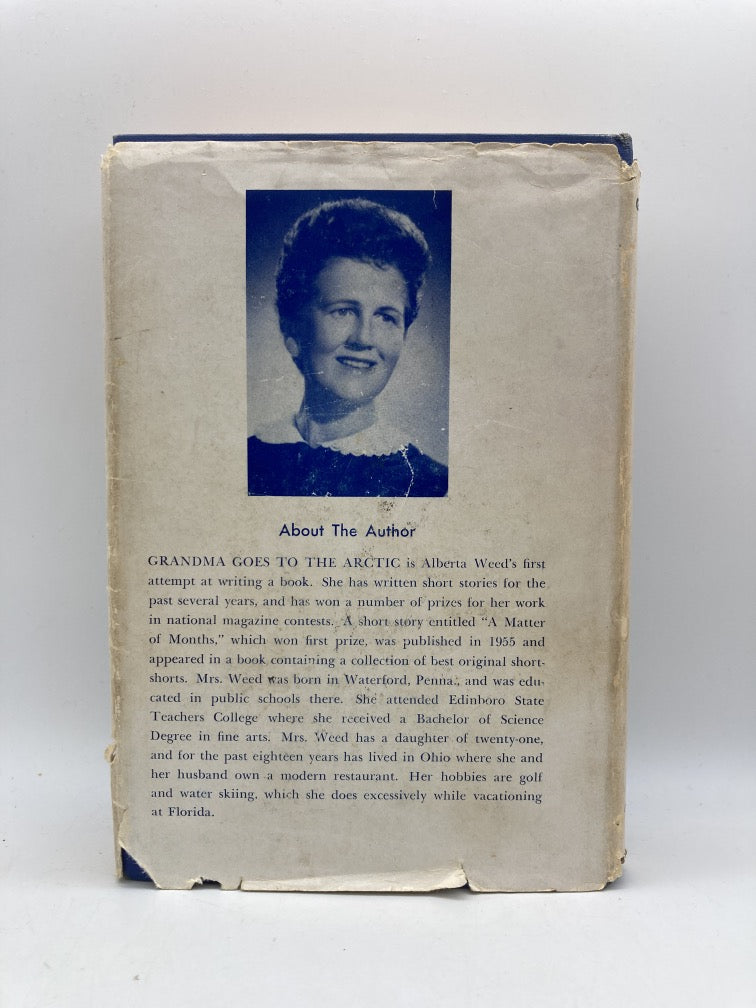 About The Author
GRANDMA GOES TO THE ARCTIC is Alberta Weed's first
attempt at writing a book. She has written short stories for the
past several years, and has won a number of prizes for her work
in national magazine contests. A short story entitled "A Matter
of Months," which won first prize, was published in 1955 and
appeared in a book containing a collection of best original short-
shorts. Mrs. Weed was born in Waterford, Penna., and was edu-
cated in public schools there. She attended Edinboro State
Teachers College where she received a Bachelor of Science
Degree in fine arts. Mrs. Weed has a daughter of twenty-one,
and for the past eighteen years has lived in Ohio where she and
her husband own a modern restaurant. Her hobbies are golf
and water skiing, which she does excessively while vacationing
at Florida.